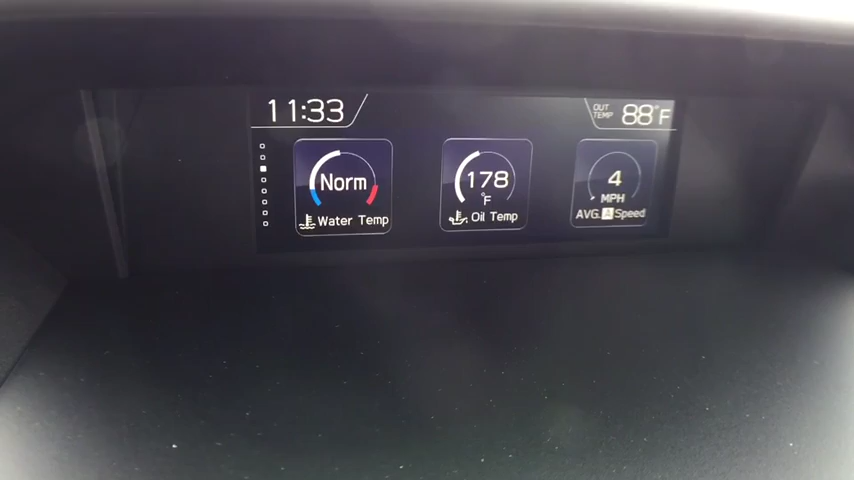 11:33
OUT TEMP 88°F
Norm
Water Temp
178
°F
Oil Temp
4
MPH
AVG. A Speed